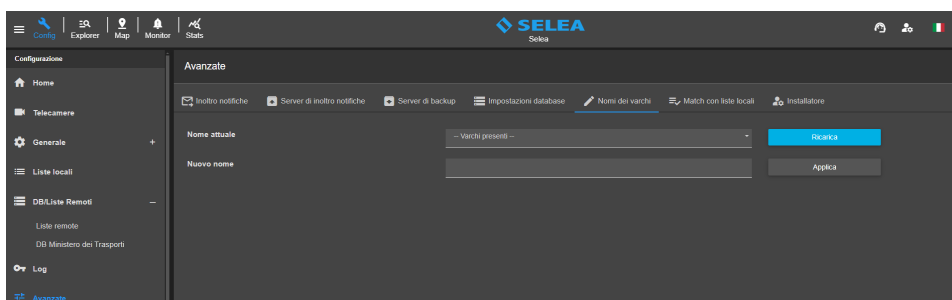 Config Explorer Map Monitor Stats
SELEA
Selea
Configurazione
Home
Telecamere
Generale +
Liste locali
DB/Liste Remoti –
Liste remote
DB Ministero dei Trasporti
Log
Avanzate
Avanzate
Inoltro notifiche Server di inoltro notifiche Server di backup Impostazioni database Nomi dei varchi Match con liste locali Installatore
Nome attuale -- Varchi presenti -- Ricarica
Nuovo nome Applica